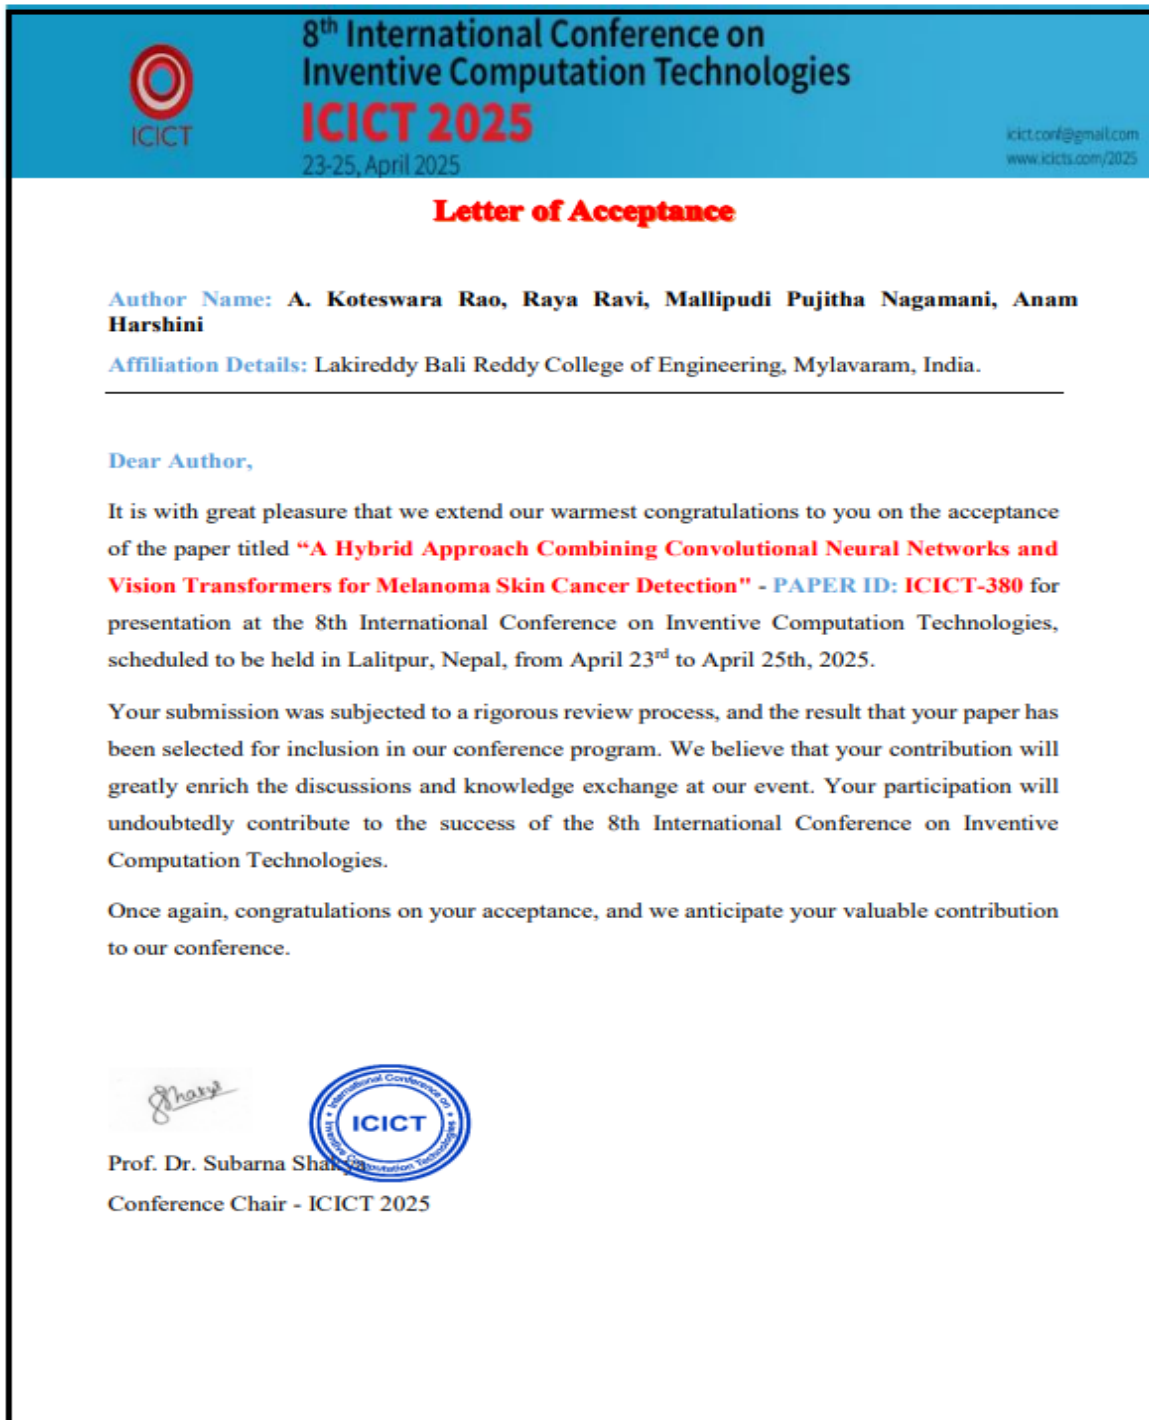 8th International Conference on
Inventive Computation Technologies
ICICT 2025
23-25, April 2025
ICICT
icict.conf@gmail.com
www.icicts.com/2025
Letter of Acceptance
Author Name: A. Koteswara Rao, Raya Ravi, Mallipudi Pujitha Nagamani, Anam
Harshini
Affiliation Details: Lakireddy Bali Reddy College of Engineering, Mylavaram, India.
Dear Author,
It is with great pleasure that we extend our warmest congratulations to you on the acceptance
of the paper titled “A Hybrid Approach Combining Convolutional Neural Networks and
Vision Transformers for Melanoma Skin Cancer Detection" - PAPER ID: ICICT-380 for
presentation at the 8th International Conference on Inventive Computation Technologies,
scheduled to be held in Lalitpur, Nepal, from April 23rd to April 25th, 2025.
Your submission was subjected to a rigorous review process, and the result that your paper has
been selected for inclusion in our conference program. We believe that your contribution will
greatly enrich the discussions and knowledge exchange at our event. Your participation will
undoubtedly contribute to the success of the 8th International Conference on Inventive
Computation Technologies.
Once again, congratulations on your acceptance, and we anticipate your valuable contribution
to our conference.
International Conference on
ICICT
Inventive Computation Technologies
Prof. Dr. Subarna Shakya
Conference Chair - ICICT 2025